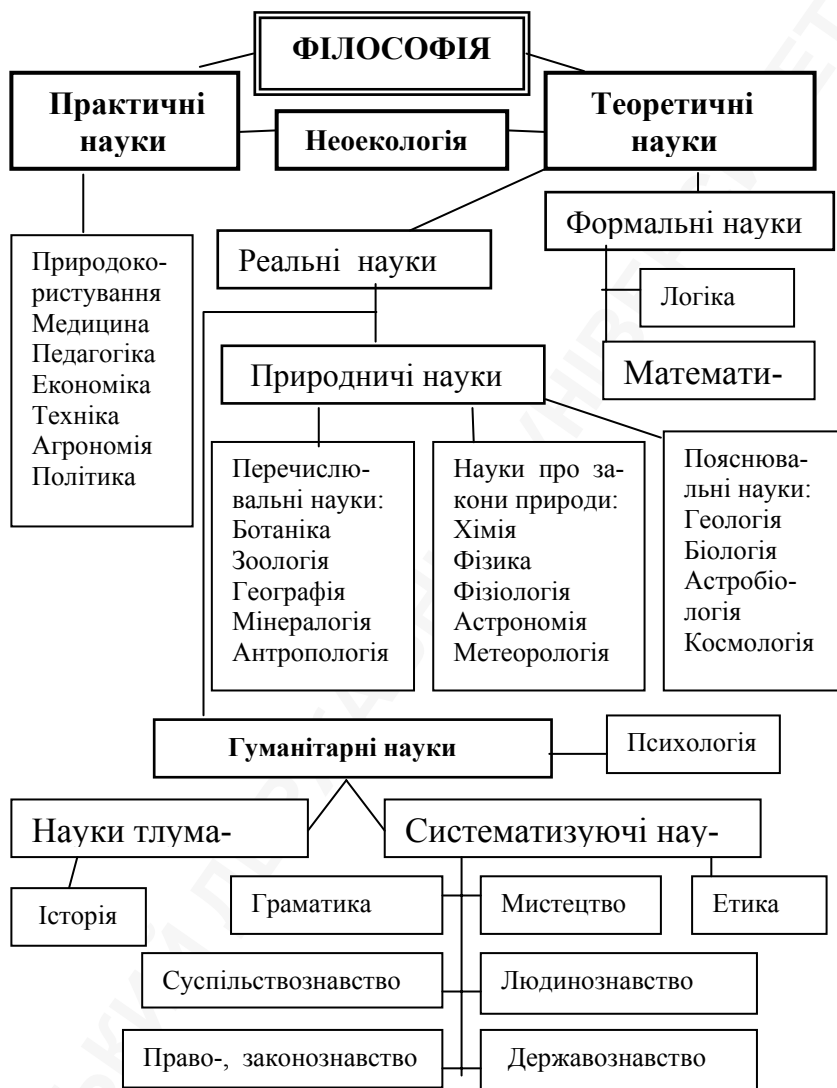 ФІЛОСОФІЯ
Практичні
науки
Неоекологія
Теоретичні
науки
Природоко-
ристування
Медицина
Педагогіка
Економіка
Техніка
Агрономія
Політика
Реальні науки
Формальні науки
Логіка
Математи-
Природничі науки
Перечислю-
вальні науки:
Ботаніка
Зоологія
Географія
Мінералогія
Антропологія
Науки про за-
кони природи:
Хімія
Фізика
Фізіологія
Астрономія
Метеорологія
Пояснюва-
льні науки:
Геологія
Біологія
Астробіо-
логія
Космологія
Гуманітарні науки
Психологія
Науки тлума-
Систематизуючі нау-
Історія
Граматика
Мистецтво
Етика
Суспільствознавство
Людинознавство
Право-, законознавство
Державознавство